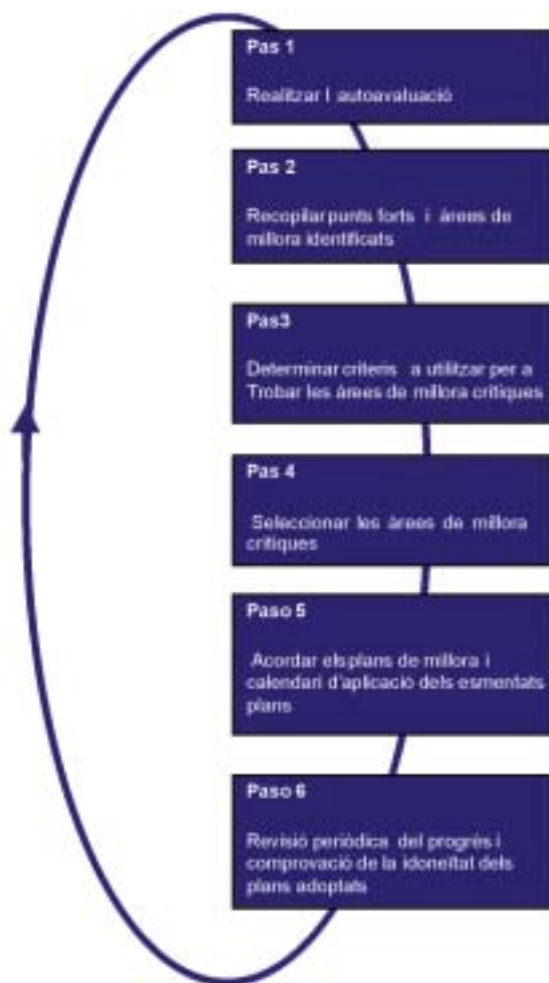 Pas 1
Realitzar l autoavaluació
Pas 2
Recopilar punts forts i àrees de
millora identificats
Pas3
Determinar criteris a utilitzar per a
Trobar les àrees de millora crítiques
Pas 4
Seleccionar les àrees de millora
crítiques
Paso 5
Acordar els plans de millora i
calendari d'aplicació dels esmentats
plans
Paso 6
Revisió periòdica del progrès i
comprovació de la idoneïtat dels
plans adoptats